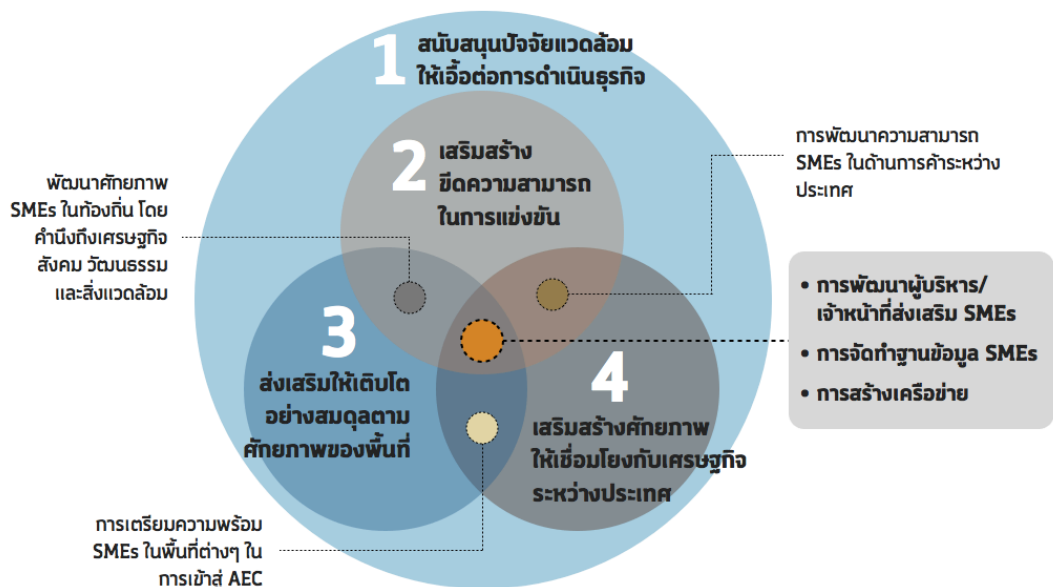 1 สนับสนุนปัจจัยแวดล้อม
ให้เอื้อต่อการดำเนินธุรกิจ
2 เสริมสร้าง
ขีดความสามารถ
ในการแข่งขัน
การพัฒนาความสามารถ
SMEs ในด้านการค้าระหว่าง
ประเทศ
พัฒนาศักยภาพ
SMEs ในท้องถิ่น โดย
คำนึงถึงเศรษฐกิจ
สังคม วัฒนธรรม
และสิ่งแวดล้อม
• การพัฒนาผู้บริหาร/
เจ้าหน้าที่ส่งเสริม SMEs
• การจัดทำฐานข้อมูล SMEs
• การสร้างเครือข่าย
3
ส่งเสริมให้เติบโต
อย่างสมดุลตาม
ศักยภาพของพื้นที่
4
เสริมสร้างศักยภาพ
ให้เชื่อมโยงกับเศรษฐกิจ
ระหว่างประเทศ
การเตรียมความพร้อม
SMEs ในพื้นที่ต่างๆ ใน
การเข้าสู่ AEC